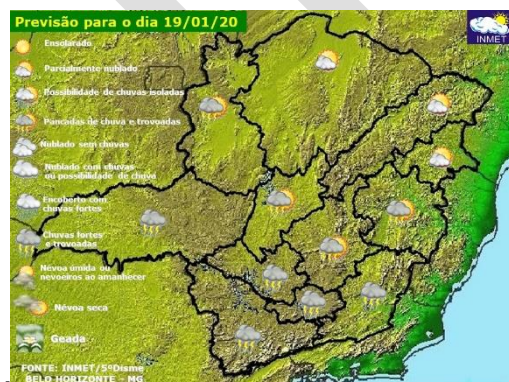 Previsão para o dia 19/01/20
INMET
Ensolarado
Parcialmente nublado
Possibilidade de chuvas isoladas
Pancadas de chuva e trovoadas
Nublado sem chuvas
Nublado com chuvas
ou possibilidade de chuva
Encoberto com
chuvas fortes
Chuvas fortes
e trovoadas
Névoa úmida ou
nevoeiros ao amanhecer
Névoa seca
Geada
FONTE: INMET/5ºDisme
BELO HORIZONTE - MG